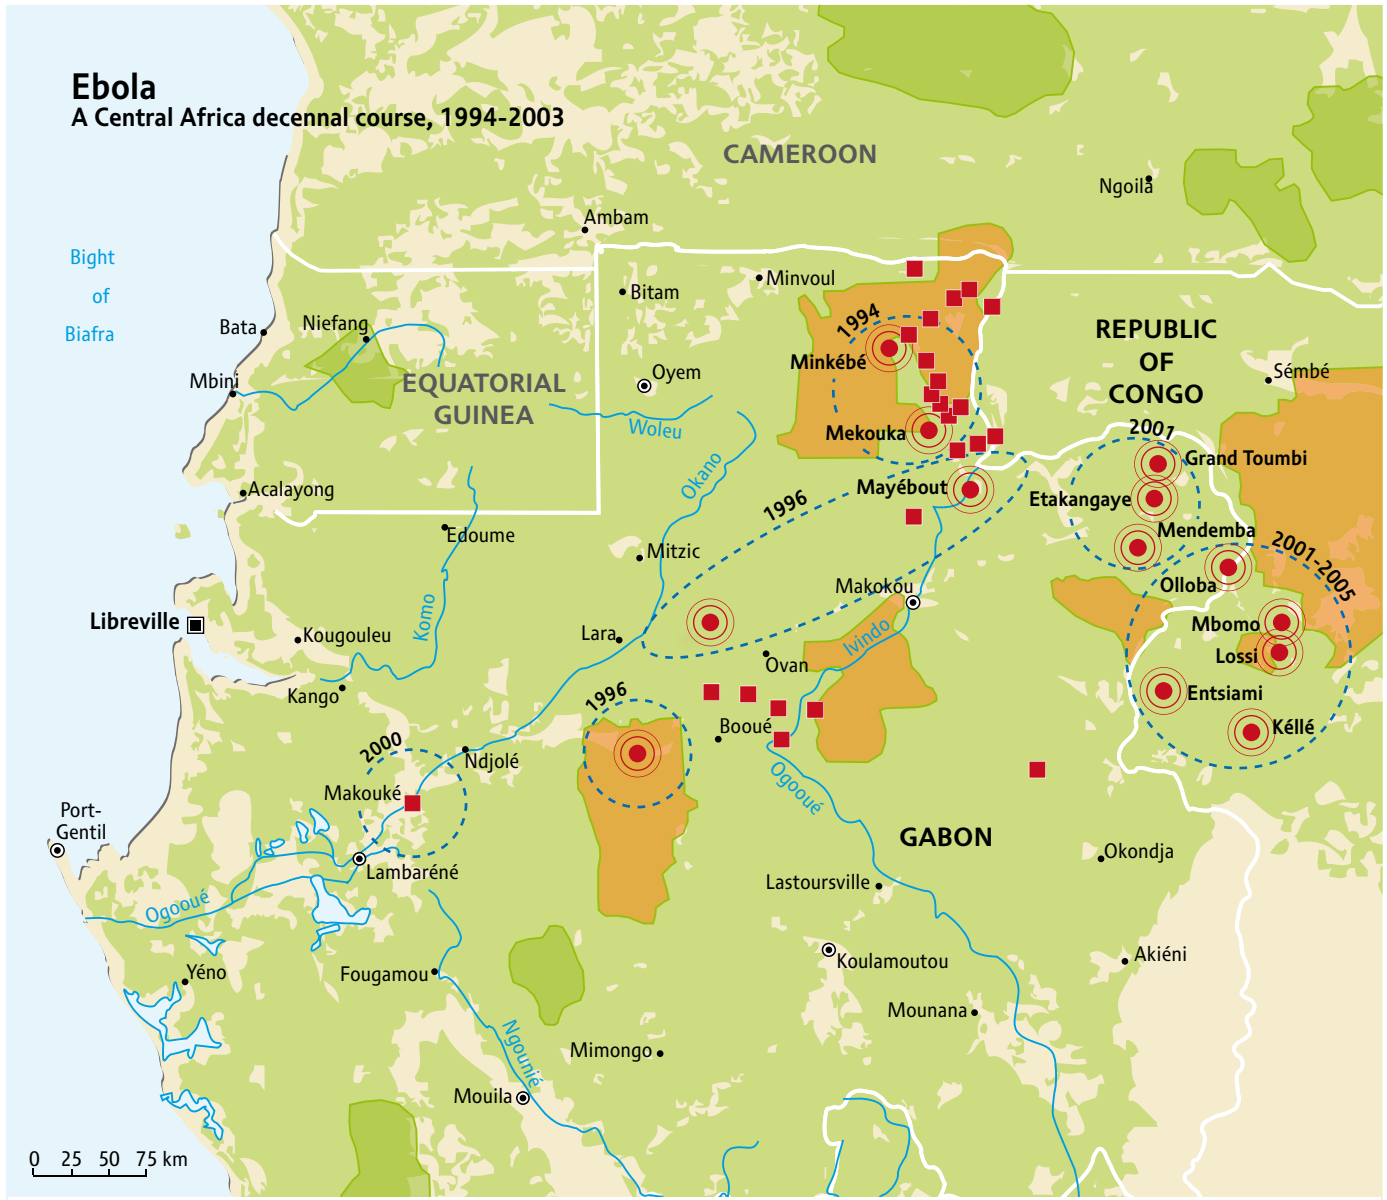 Ebola
A Central Africa decennal course, 1994-2003
CAMEROON
Ngoïla
Ambam
Bight
of
Biafra
Minvoul
Bitam
Bata
Niefang
1994
REPUBLIC
OF
CONGO
Minkébé
Sémbé
Mbini
EQUATORIAL
GUINEA
Oyem
Woleu
Mekouka
2001
Grand Toumbi
Okano
Acalayong
Mayébout
Etakangaye
1996
Edoume
Mendemba
Mitzic
2001-2005
Olloba
Makokou
Libreville
Komo
Kougouleu
Lara
Ivindo
Mbomo
Lossi
Ovan
Kango
1996
Entsiami
Booué
Kéllé
2000
Ndjolé
Makouké
Ogooué
Port-
Gentil
GABON
Lambaréné
Okondja
Lastoursville
Ogooué
Yéno
Fougamou
Koulamoutou
Akiéni
Mounana
Ngounié
Mimongo
Mouila
0 25 50 75 km